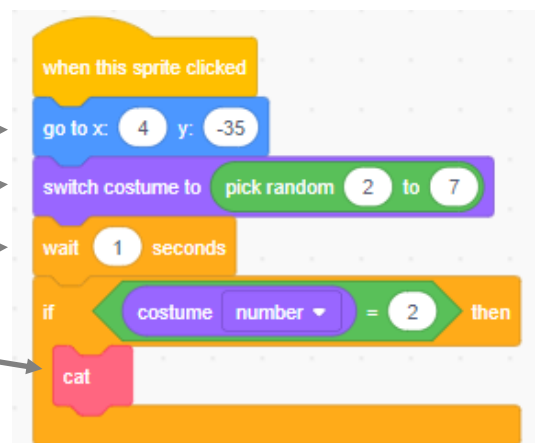 when this sprite clicked
go to x: 4 y: -35
switch costume to pick random 2 to 7
wait 1 seconds
if costume number = 2 then
cat